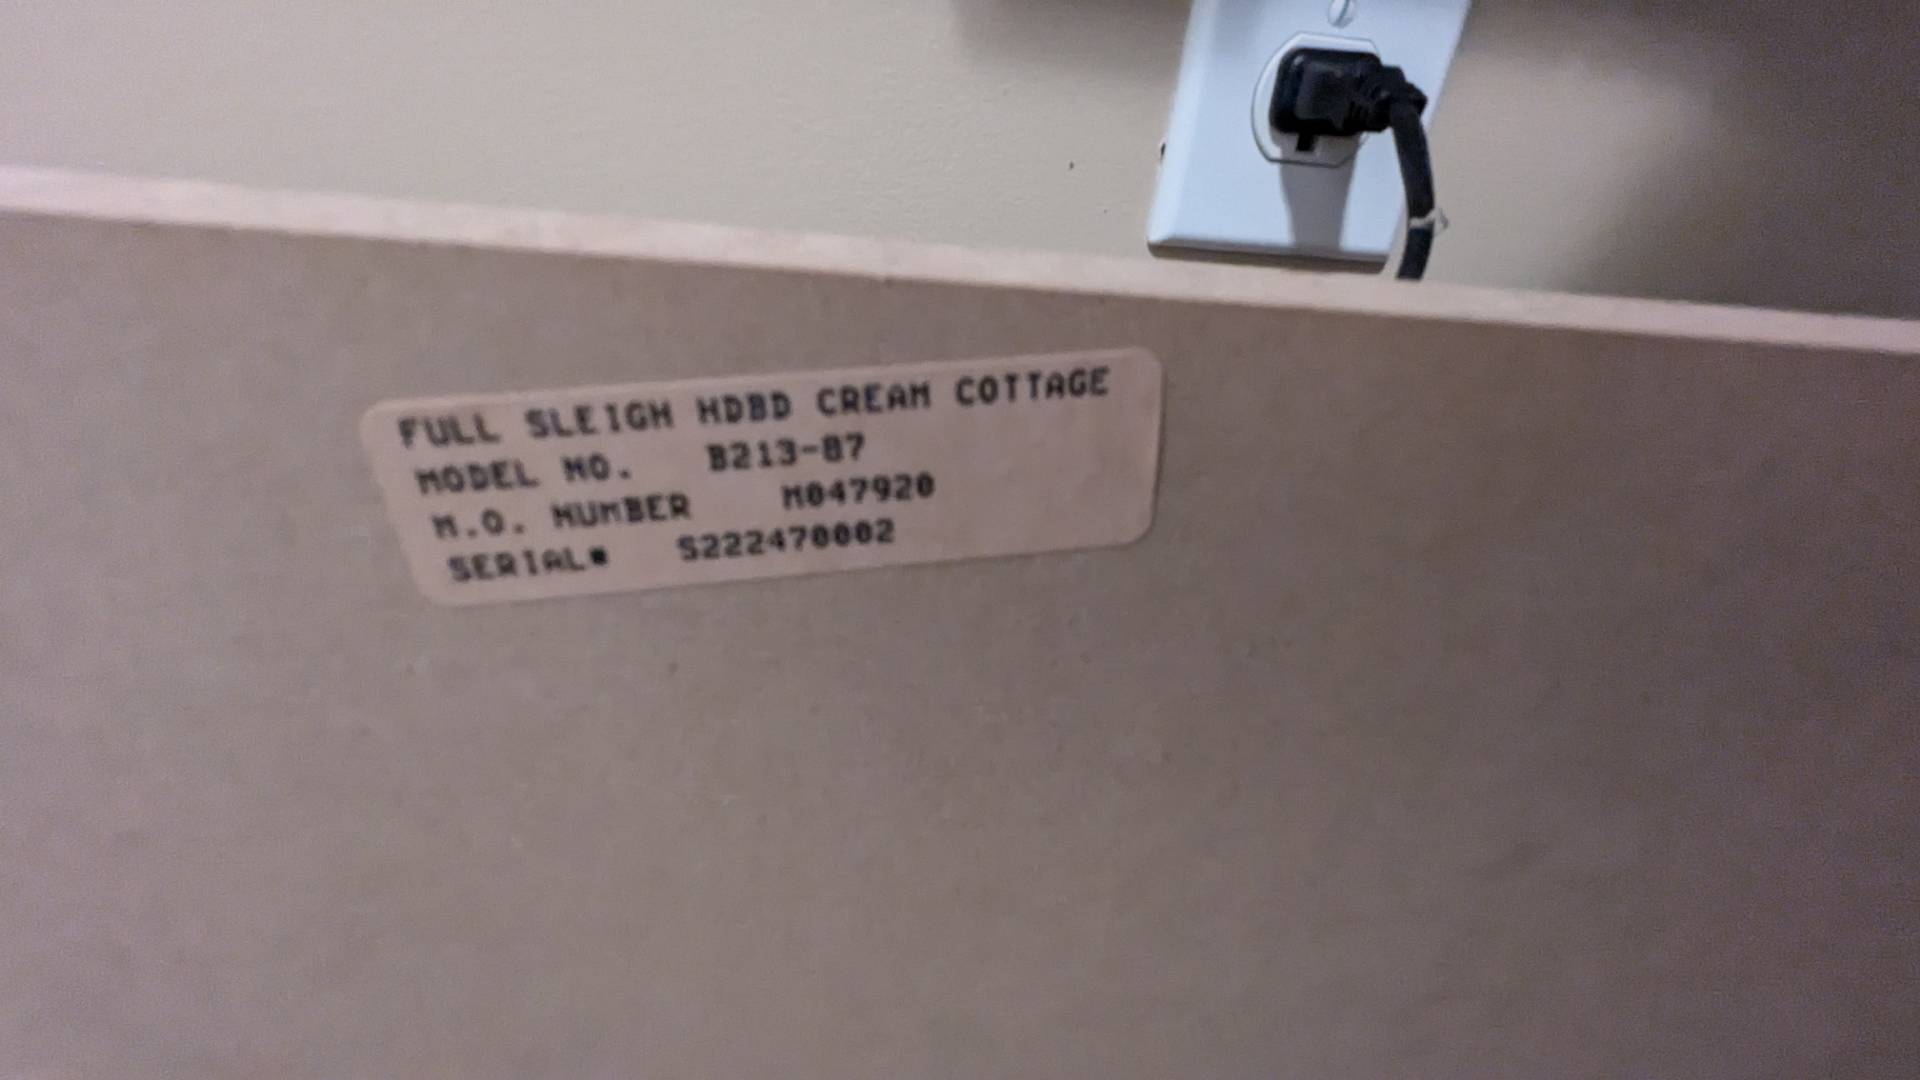 FULL SLEIGH HDBD CREAM COTTAGE
MODEL NO. B213-87
M.O. NUMBER M047920
SERIAL# S222470002